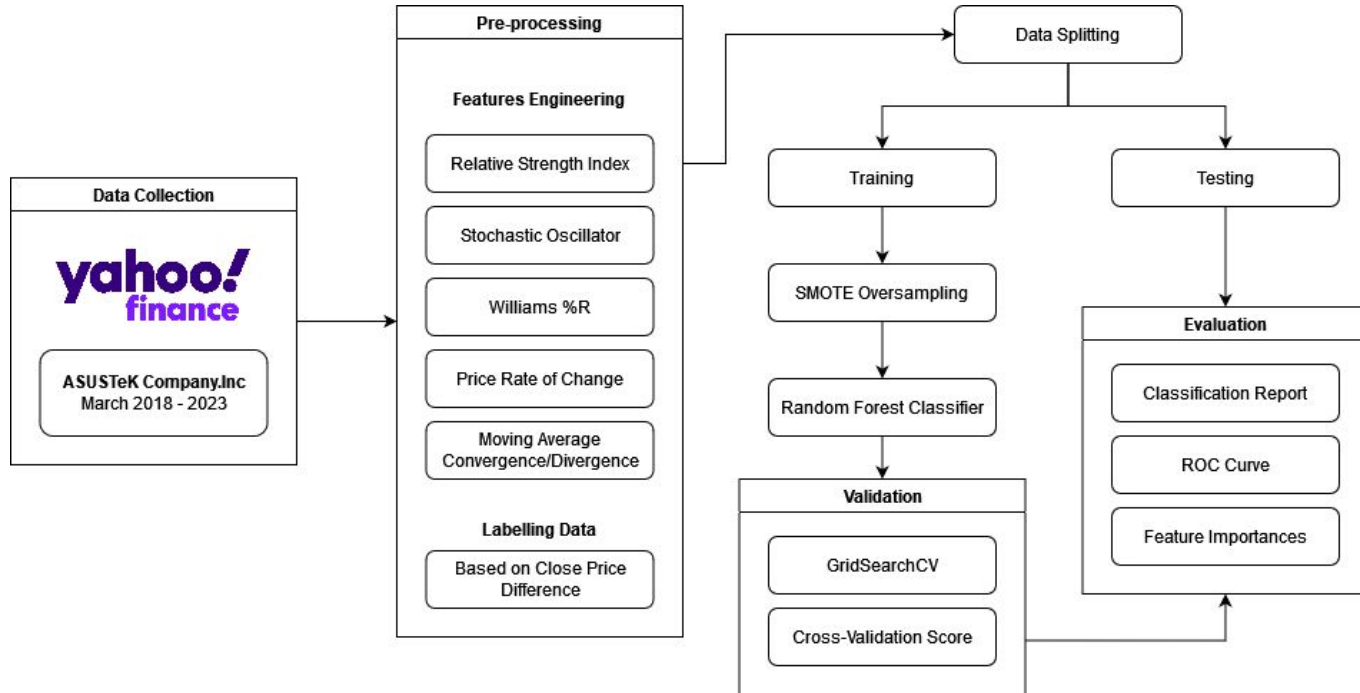 Data Collection
yahoo!
finance
ASUSTeK Company.Inc
March 2018 - 2023
Pre-processing
Features Engineering
Relative Strength Index
Stochastic Oscillator
Williams %R
Price Rate of Change
Moving Average
Convergence/Divergence
Labelling Data
Based on Close Price
Difference
Data Splitting
Training
SMOTE Oversampling
Random Forest Classifier
Validation
GridSearchCV
Cross-Validation Score
Testing
Evaluation
Classification Report
ROC Curve
Feature Importances